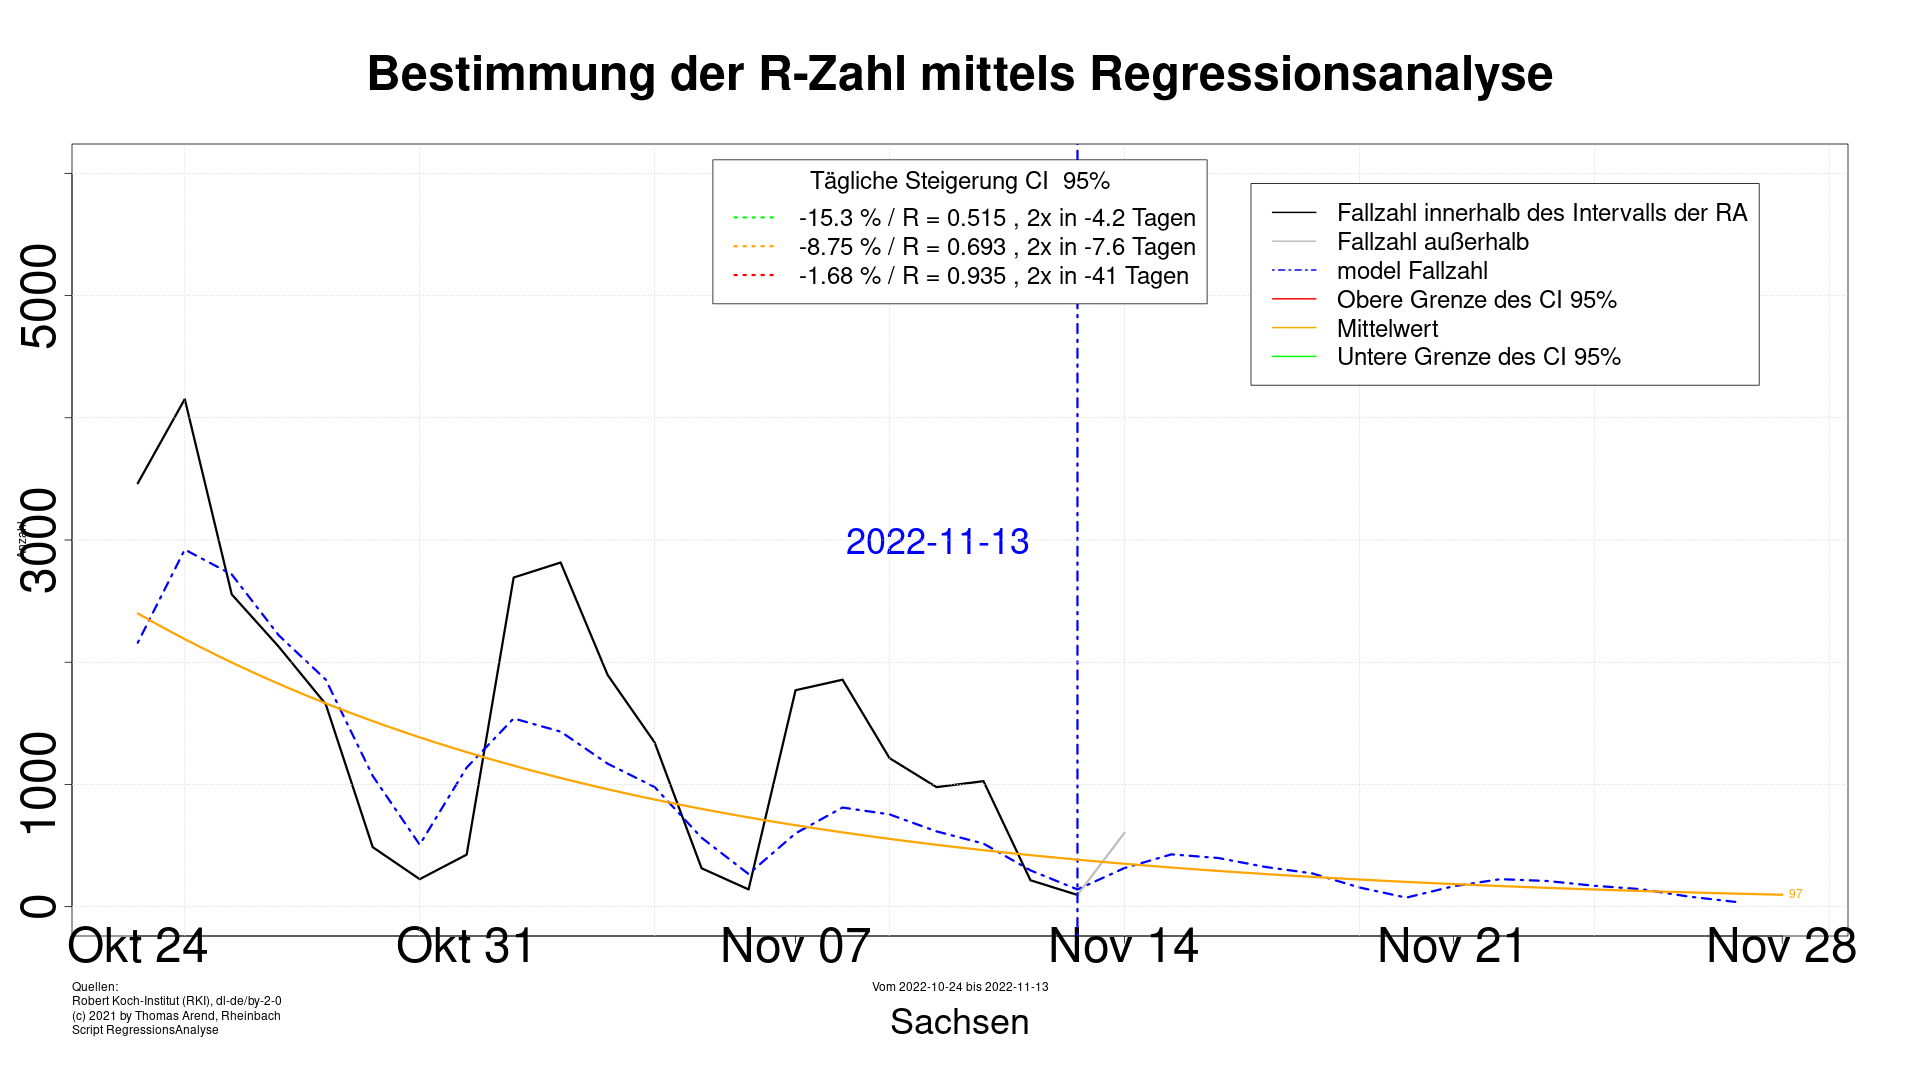 Bestimmung der R-Zahl mittels Regressionsanalyse
Tägliche Steigerung CI  95%
-15.3 % / R = 0.515 , 2x in -4.2 Tagen
-8.75 % / R = 0.693 , 2x in -7.6 Tagen
-1.68 % / R = 0.935 , 2x in -41 Tagen
Fallzahl innerhalb des Intervalls der RA
Fallzahl außerhalb
model Fallzahl
Obere Grenze des CI 95%
Mittelwert
Untere Grenze des CI 95%
5000
3000
1000
0
Anzahl
2022-11-13
97
Okt 24
Okt 31
Nov 07
Nov 14
Nov 21
Nov 28
Quellen:
Robert Koch-Institut (RKI), dl-de/by-2-0
(c) 2021 by Thomas Arend, Rheinbach
Script RegressionsAnalyse
Vom 2022-10-24 bis 2022-11-13
Sachsen